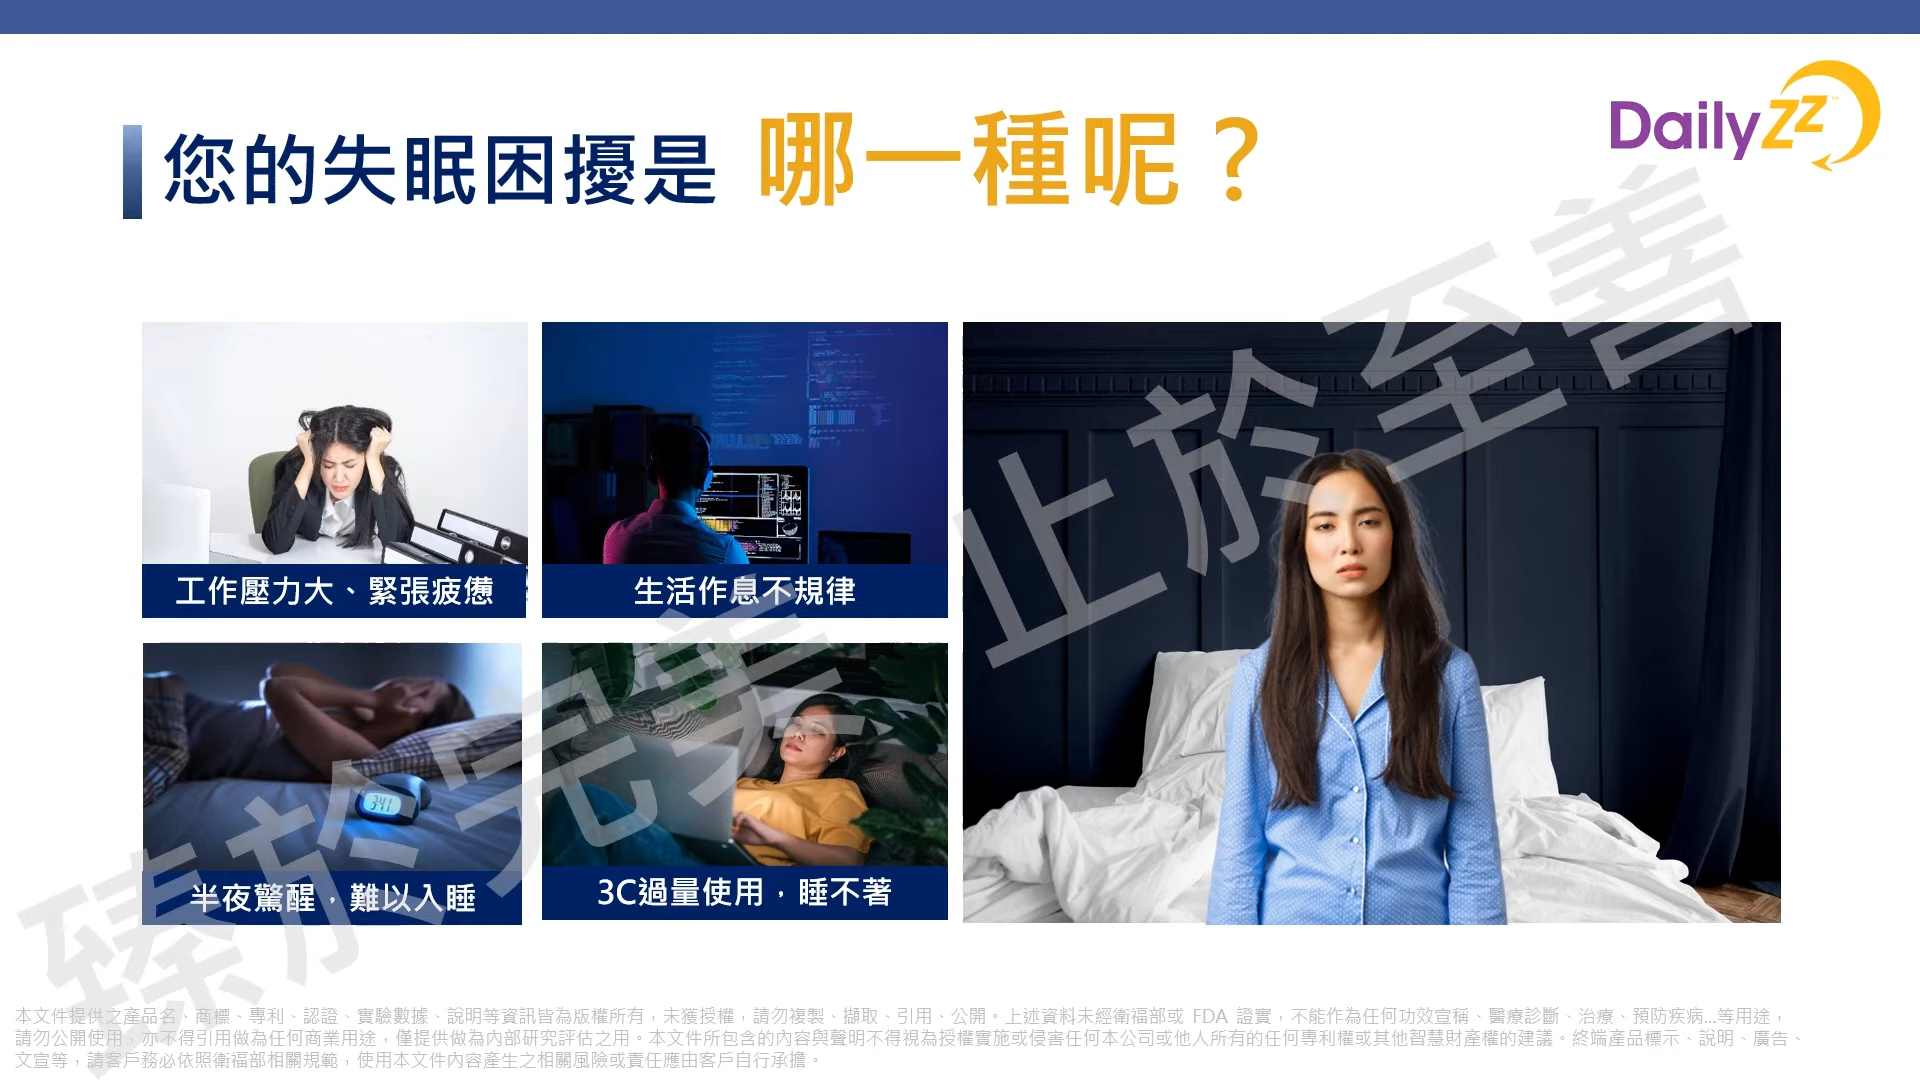 您的失眠困擾是 哪一種呢？
DailyZz
工作壓力大、緊張疲憊
生活作息不規律
半夜驚醒，難以入睡
3:41
3C過量使用，睡不著
臻於完美 止於至善
本文件提供之產品名、商標、專利、認證、實驗數據、說明等資訊皆為版權所有，未獲授權，請勿複製、擷取、引用、公開。上述資料未經衛福部或 FDA 證實，不能作為任何功效宣稱、醫療診斷、治療、預防疾病...等用途，
請勿公開使用，亦不得引用做為任何商業用途，僅提供做為內部研究評估之用。本文件所包含的內容與聲明不得視為授權實施或侵害任何本公司或他人所有的任何專利權或其他智慧財產權的建議。終端產品標示、說明、廣告、
文宣等，請客戶務必依照衛福部相關規範，使用本文件內容產生之相關風險或責任應由客戶自行承擔。